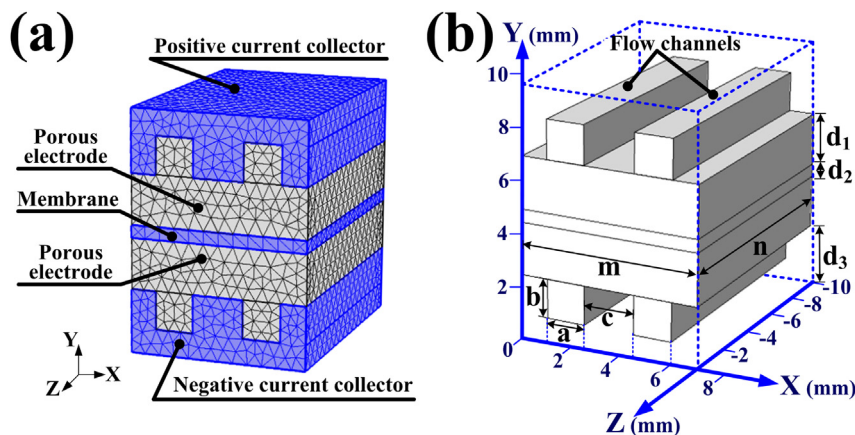 (a)
Positive current collector
Porous
electrode
Membrane
Porous
electrode
Negative current collector
Y
X
Z
(b)
Y (mm)
Flow channels
10
8
6
4
2
0
d1
d2
d3
m
n
b
a
c
2
4
6
8
-10
-8
-6
-4
-2
X (mm)
Z (mm)